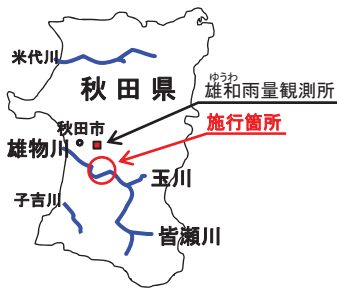 米代川
秋田県
ゆうわ
雄和雨量観測所
秋田市
施行箇所
雄物川
玉川
子吉川
皆瀬川